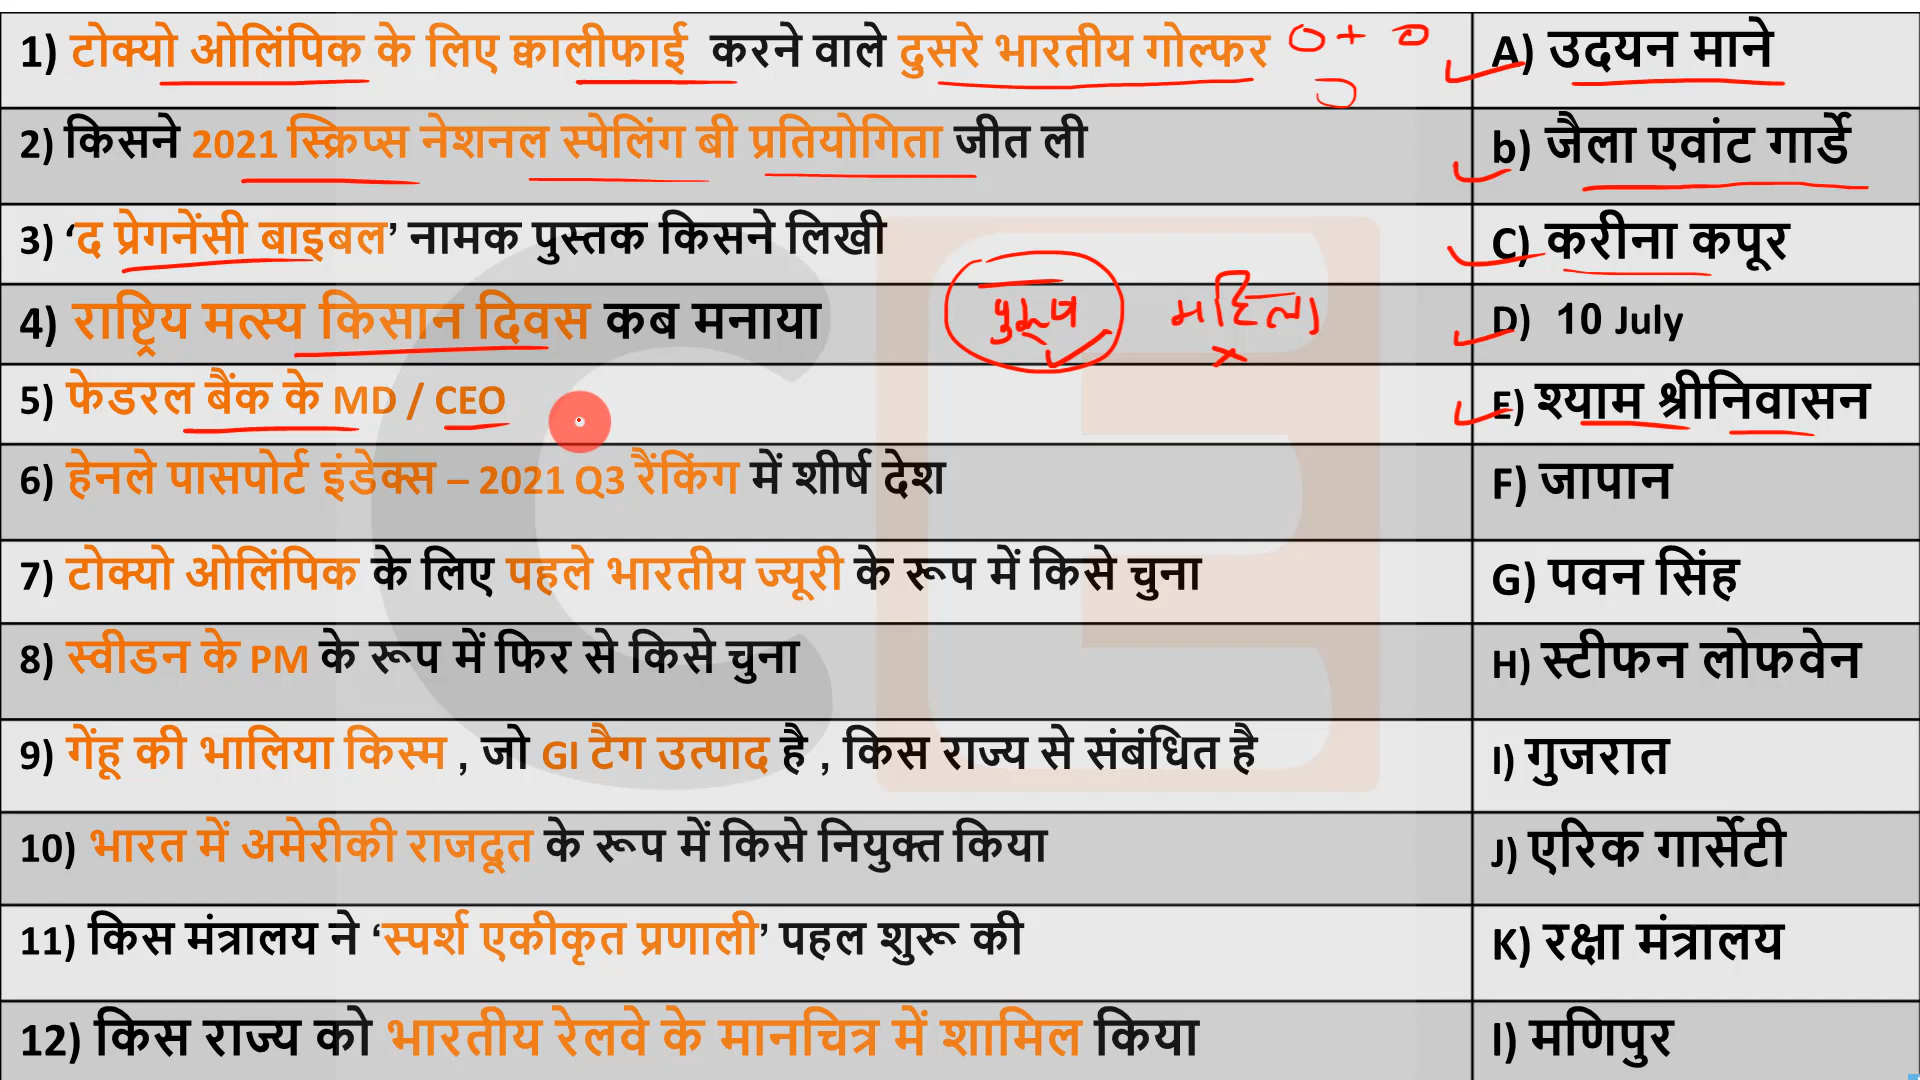 1) टोक्यो ओलिंपिक के लिए क्वालीफाई करने वाले दुसरे भारतीय गोल्फर
A) उदयन माने
2) किसने 2021 स्क्रिप्स नेशनल स्पेलिंग बी प्रतियोगिता जीत ली
b) जैला एवांट गार्डे
3) ‘द प्रेगनेंसी बाइबल’ नामक पुस्तक किसने लिखी
C) करीना कपूर
4) राष्ट्रिय मत्स्य किसान दिवस कब मनाया
पुरूष महिला
D) 10 July
5) फेडरल बैंक के MD / CEO
E) श्याम श्रीनिवासन
6) हेनले पासपोर्ट इंडेक्स – 2021 Q3 रैंकिंग में शीर्ष देश
F) जापान
7) टोक्यो ओलिंपिक के लिए पहले भारतीय ज्यूरी के रूप में किसे चुना
G) पवन सिंह
8) स्वीडन के PM के रूप में फिर से किसे चुना
H) स्टीफन लोफवेन
9) गेंहू की भालिया किस्म , जो GI टैग उत्पाद है , किस राज्य से संबंधित है
I) गुजरात
10) भारत में अमेरीकी राजदूत के रूप में किसे नियुक्त किया
J) एरिक गार्सेटी
11) किस मंत्रालय ने ‘स्पर्श एकीकृत प्रणाली’ पहल शुरू की
K) रक्षा मंत्रालय
12) किस राज्य को भारतीय रेलवे के मानचित्र में शामिल किया
l) मणिपुर